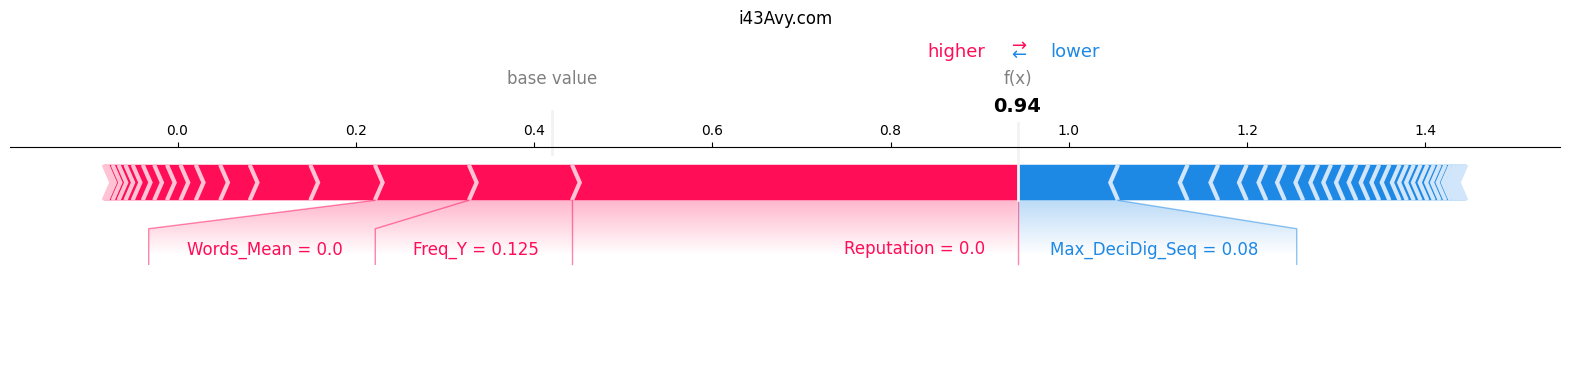 i43Avy.com
higher ⇄ lower
base value
f(x)
0.94
0.0 0.2 0.4 0.6 0.8 1.0 1.2 1.4
Words_Mean = 0.0 Freq_Y = 0.125 Reputation = 0.0 Max_DeciDig_Seq = 0.08